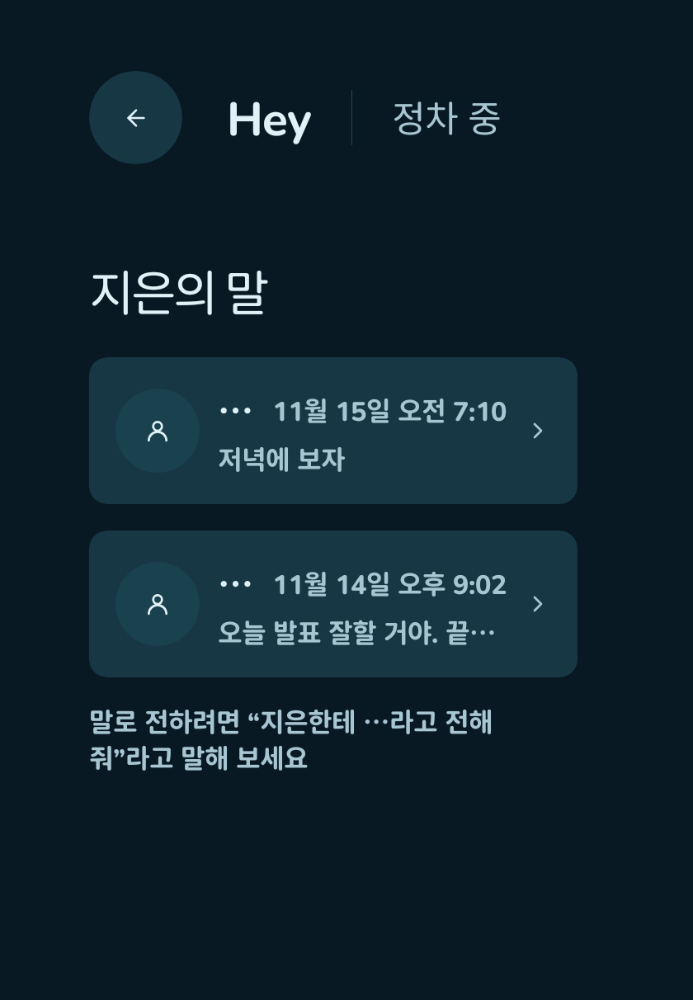 Hey
정차 중
지은의 말
••• 11월 15일 오전 7:10
저녁에 보자
••• 11월 14일 오후 9:02
오늘 발표 잘할 거야. 끝…
말로 전하려면 “지은한테 …라고 전해
줘”라고 말해 보세요